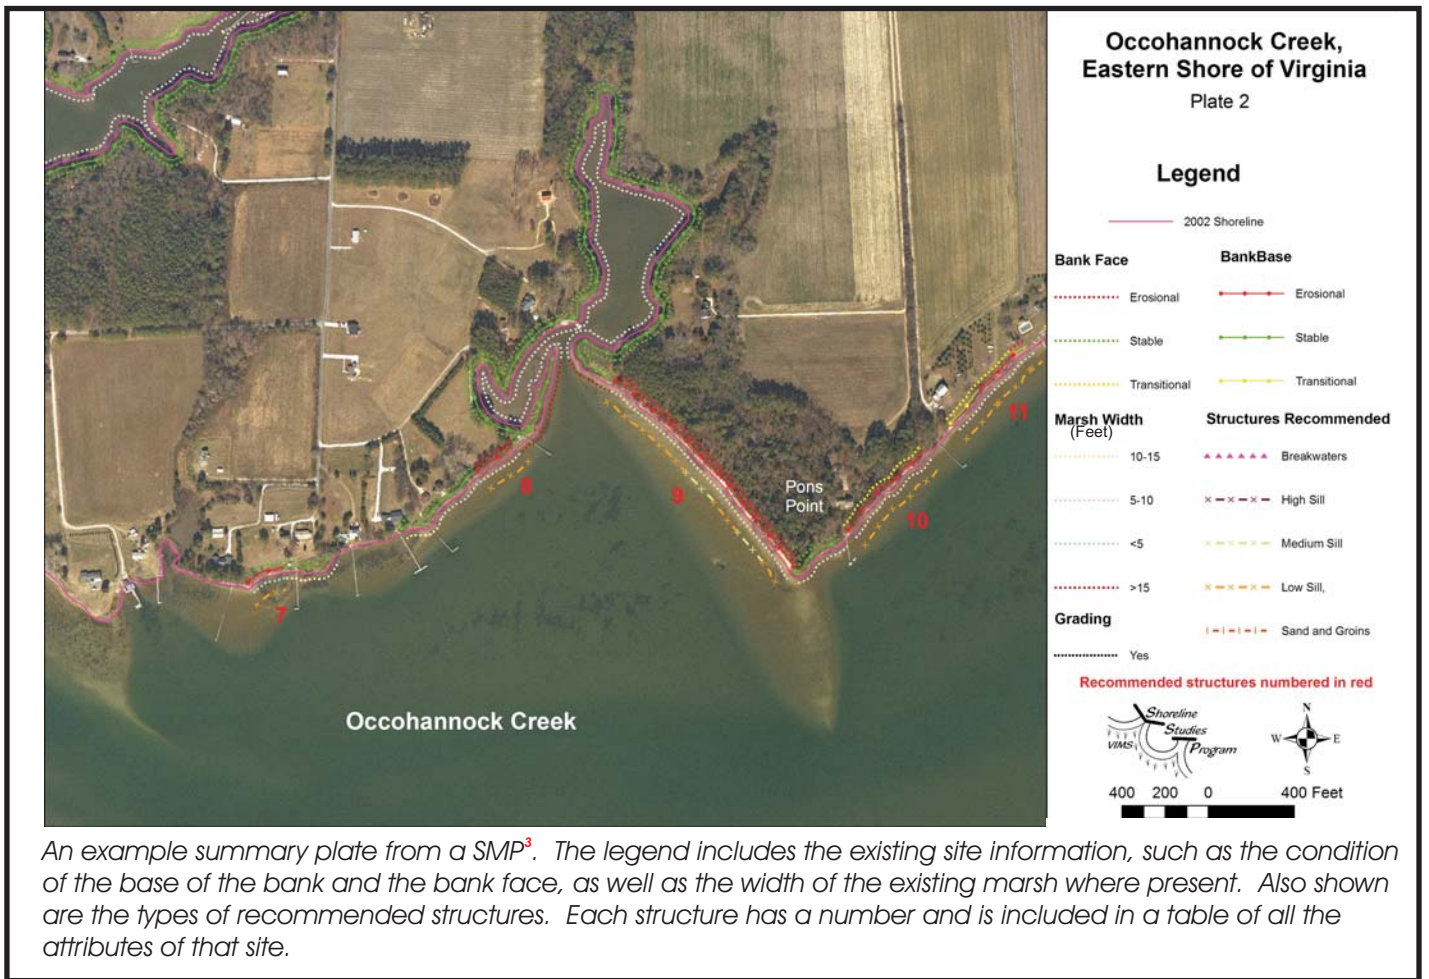 Occohannock Creek,
Eastern Shore of Virginia
Plate 2
Legend
2002 Shoreline
Bank Face
Erosional
Stable
Transitional
BankBase
Erosional
Stable
Transitional
Marsh Width
(Feet)
10-15
5-10
<5
>15
Structures Recommended
Breakwaters
High Sill
Medium Sill
Low Sill,
Sand and Groins
Grading
Yes
Recommended structures numbered in red
Shoreline
Studies
Program
VIMS
N
W E
S
400 200 0 400 Feet
7
8
9
10
11
Pons
Point
Occohannock Creek
An example summary plate from a SMP³. The legend includes the existing site information, such as the condition
of the base of the bank and the bank face, as well as the width of the existing marsh where present. Also shown
are the types of recommended structures. Each structure has a number and is included in a table of all the
attributes of that site.